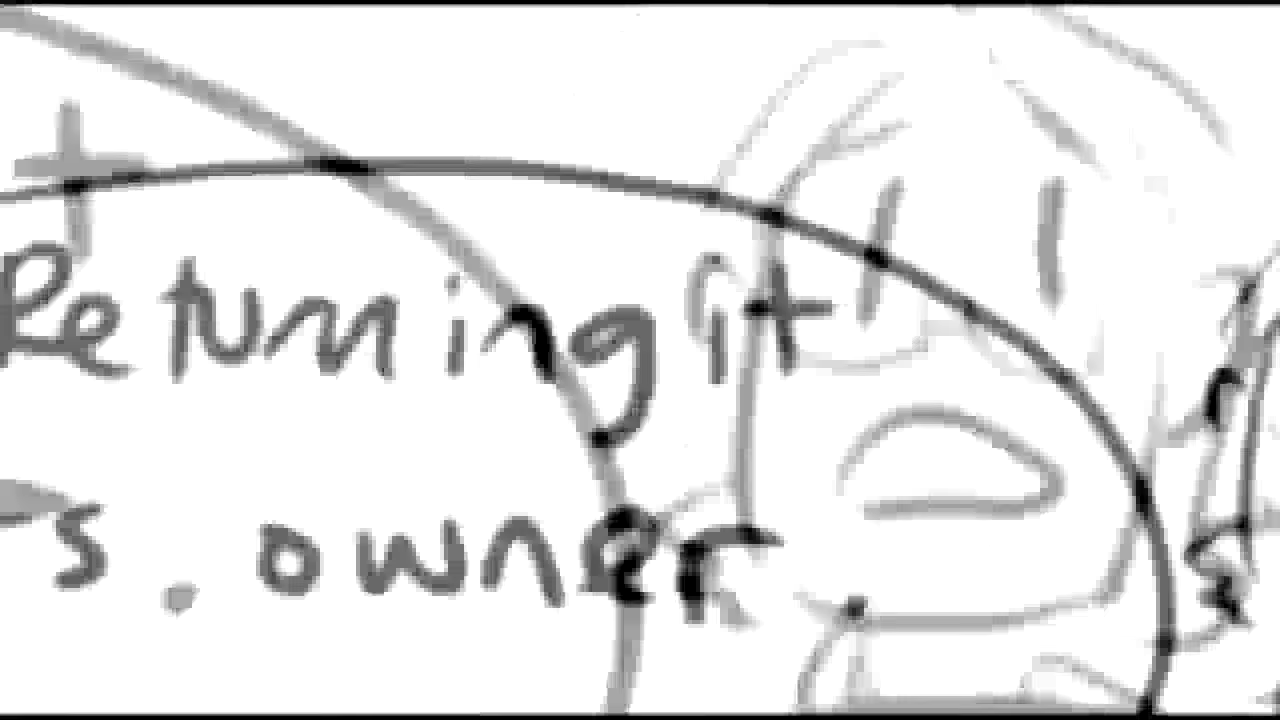 t
Returning it
s. owner